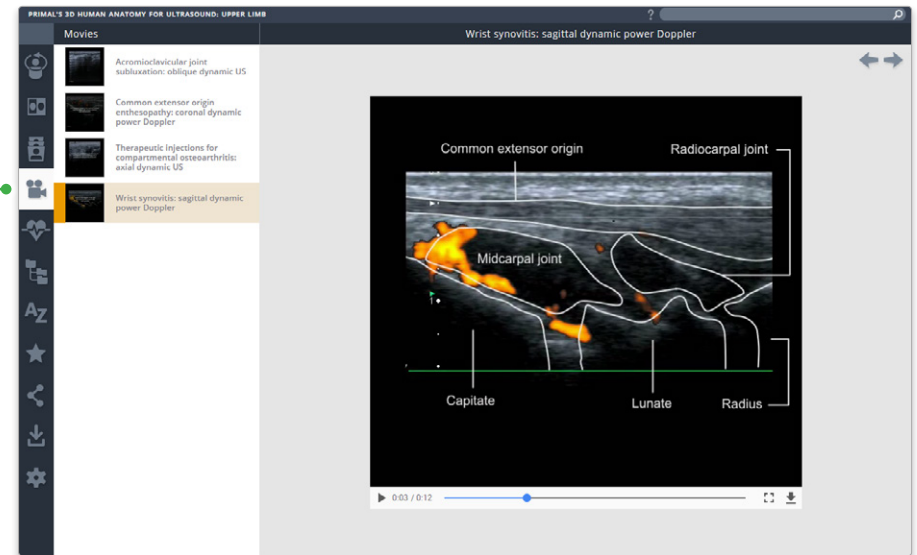 PRIMAL'S 3D HUMAN ANATOMY FOR ULTRASOUND: UPPER LIMB
?
Movies
Wrist synovitis: sagittal dynamic power Doppler
Acromioclavicular joint
subluxation: oblique dynamic US
Common extensor origin
enthesopathy: coronal dynamic
power Doppler
Therapeutic injections for
compartmental osteoarthritis:
axial dynamic US
Wrist synovitis: sagittal dynamic
power Doppler
AZ
Common extensor origin
Radiocarpal joint
Midcarpal joint
1
Capitate
Lunate
Radius
0:03 / 0:12